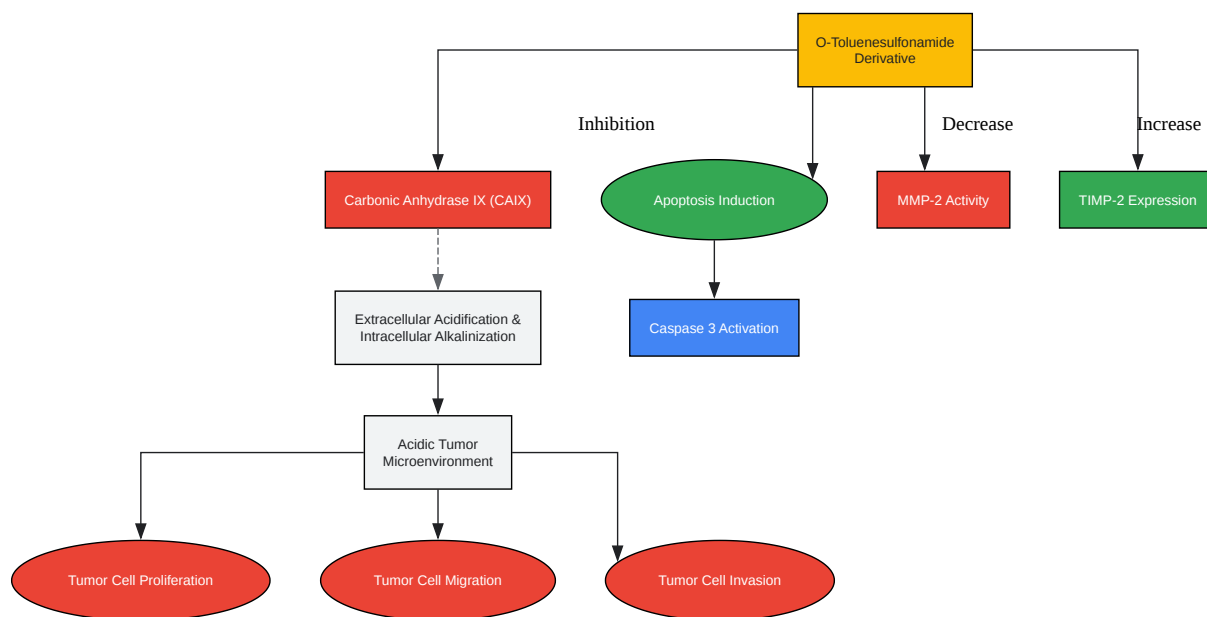 O-Toluenesulfonamide
Derivative
Inhibition
Decrease
Increase
Carbonic Anhydrase IX (CAIX)
Apoptosis Induction
MMP-2 Activity
TIMP-2 Expression
Extracellular Acidification &
Intracellular Alkalinization
Caspase 3 Activation
Acidic Tumor
Microenvironment
Tumor Cell Proliferation
Tumor Cell Migration
Tumor Cell Invasion